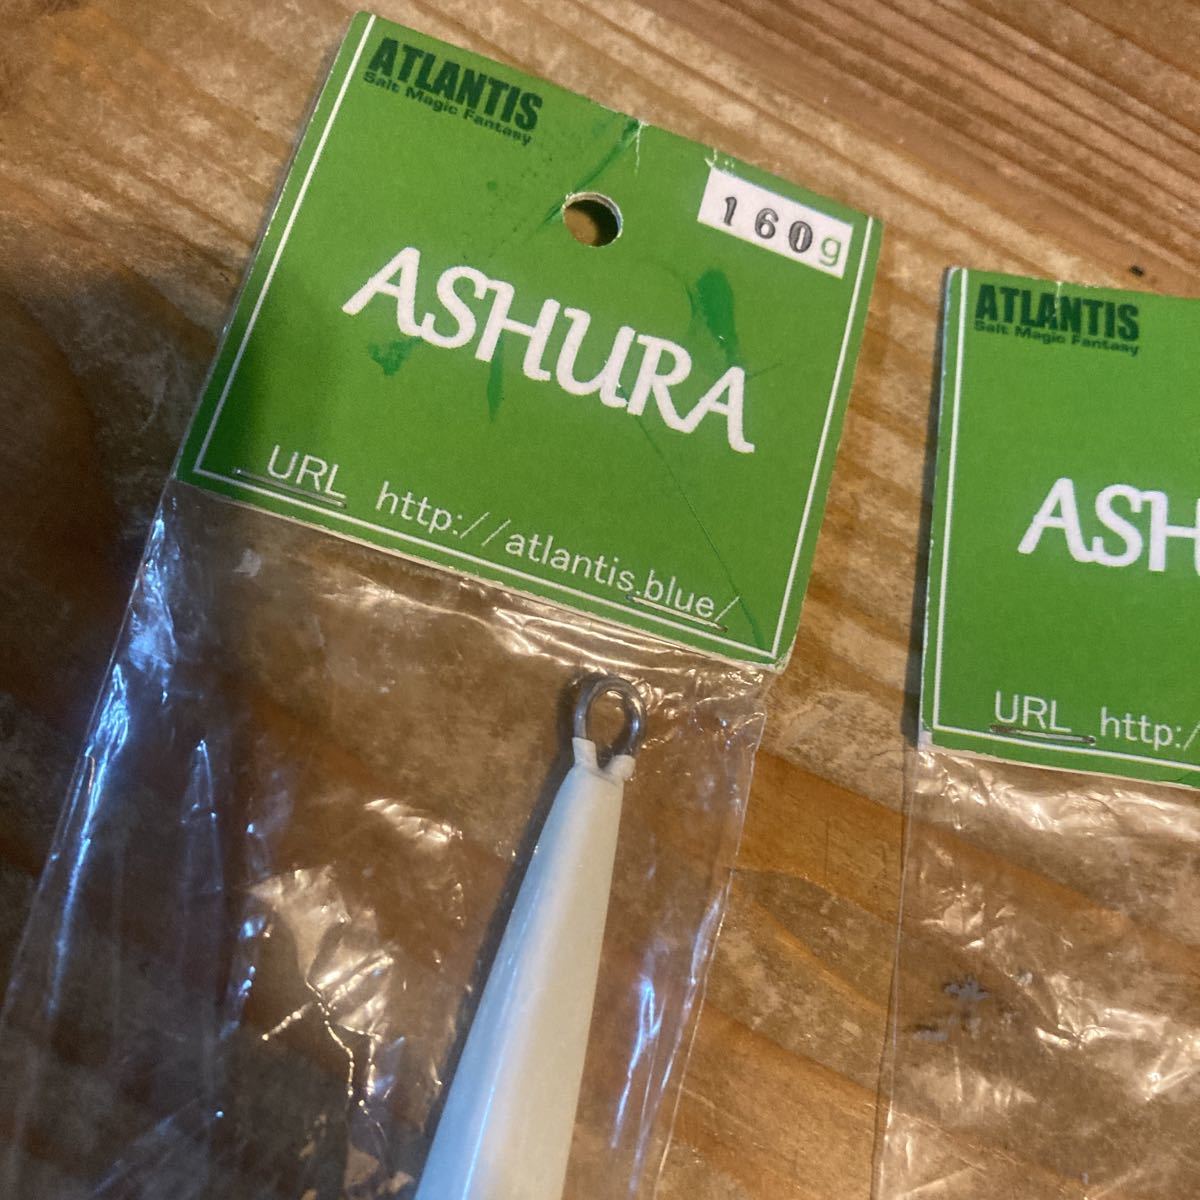 ATLANTIS
Salt Magic Fantasy
160g
ASHURA
URL http://atlantis.blue/
ATLANTIS
Salt Magic Fantasy
ASH
URL http:/